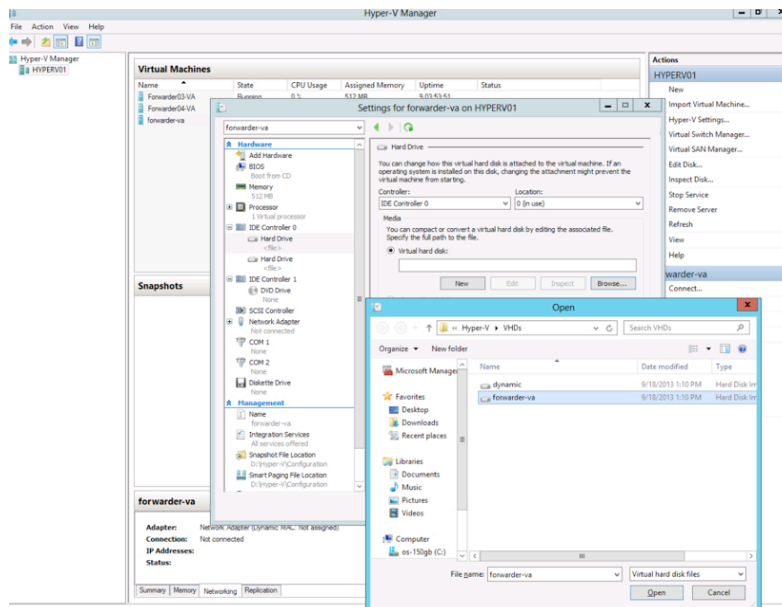 Hyper-V Manager
File Action View Help
Hyper-V Manager
HYPERV01
Virtual Machines
Name State CPU Usage Assigned Memory Uptime Status
Forwarder03-VA Running 0 % 512 MB 9.03:53:51
Forwarder04-VA
forwarder-va
Snapshots
forwarder-va
Adapter: Network Adapter (Dynamic MAC: Not assigned)
Connection: Not connected
IP Addresses:
Status:
Summary Memory Networking Replication
Actions
HYPERV01
New
Import Virtual Machine...
Hyper-V Settings...
Virtual Switch Manager...
Virtual SAN Manager...
Edit Disk...
Inspect Disk...
Stop Service
Remove Server
Refresh
View
Help
warder-va
Connect...
Settings for forwarder-va on HYPERV01
forwarder-va
Hardware
Add Hardware
BIOS
Boot from CD
Memory
512 MB
Processor
1 Virtual processor
IDE Controller 0
Hard Drive
<file>
Hard Drive
<file>
IDE Controller 1
DVD Drive
None
SCSI Controller
Network Adapter
Not connected
COM 1
None
COM 2
None
Diskette Drive
None
Management
Name
forwarder-va
Integration Services
All services offered
Snapshot File Location
D:\Hyper-V\Configuration
Smart Paging File Location
D:\Hyper-V\Configuration
Hard Drive
You can change how this virtual hard disk is attached to the virtual machine. If an
operating system is installed on this disk, changing the attachment might prevent the
virtual machine from starting.
Controller: Location:
IDE Controller 0 0 (in use)
Media
You can compact or convert a virtual hard disk by editing the associated file.
Specify the full path to the file.
Virtual hard disk:
New Edit Inspect Browse...
Open
« Hyper-V VHDs Search VHDs
Organize New folder
Microsoft Manager
Favorites
Desktop
Downloads
Recent places
Libraries
Documents
Music
Pictures
Videos
Computer
os-150gb (C:)
Name Date modified Type
dynamic 9/18/2013 1:10 PM Hard Disk Im
forwarder-va 9/18/2013 1:10 PM Hard Disk Im
File name: forwarder-va Virtual hard disk files
Open Cancel